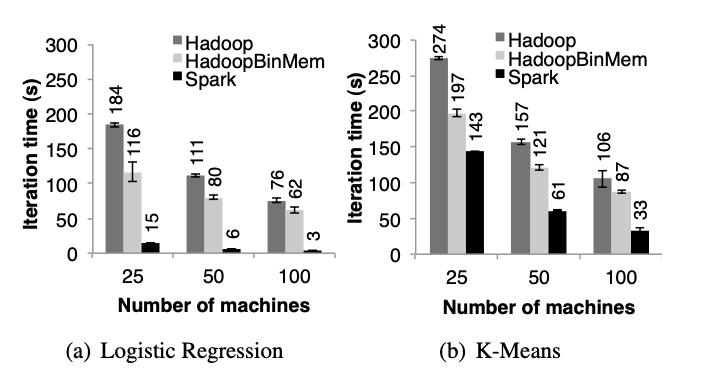 Iteration time (s)
300
250
200
150
100
50
0
Hadoop
HadoopBinMem
Spark
184
116
15
111
80
6
76
62
3
25 50 100
Number of machines
(a) Logistic Regression
Iteration time (s)
300
250
200
150
100
50
0
Hadoop
HadoopBinMem
Spark
274
197
143
157
121
61
106
87
33
25 50 100
Number of machines
(b) K-Means